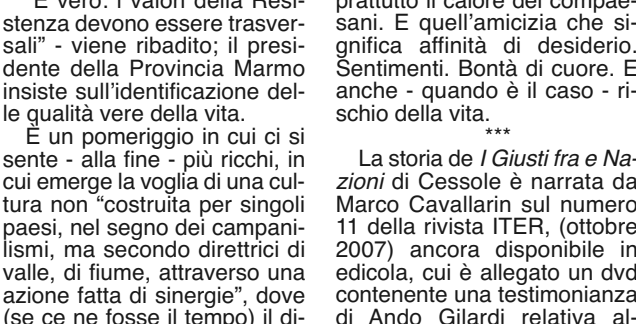 È vero: i valori della Resi-
stenza devono essere trasver-
sali” - viene ribadito; il presi-
dente della Provincia Marmo
insiste sull’identificazione del-
le qualità vere della vita.
È un pomeriggio in cui ci si
sente - alla fine - più ricchi, in
cui emerge la voglia di una cul-
tura non “costruita per singoli
paesi, nel segno dei campani-
lismi, ma secondo direttrici di
valle, di fiume, attraverso una
azione fatta di sinergie”, dove
(se ce ne fosse il tempo) il di-
prattutto il calore dei compae-
sani. E quell’amicizia che si-
gnifica affinità di desiderio.
Sentimenti. Bontà di cuore. E
anche - quando è il caso - ri-
schio della vita.
***
La storia de I Giusti fra e Na-
zioni di Cessole è narrata da
Marco Cavallarin sul numero
11 della rivista ITER, (ottobre
2007) ancora disponibile in
edicola, cui è allegato un dvd
contenente una testimonianza
di Ando Gilardi relativa al-